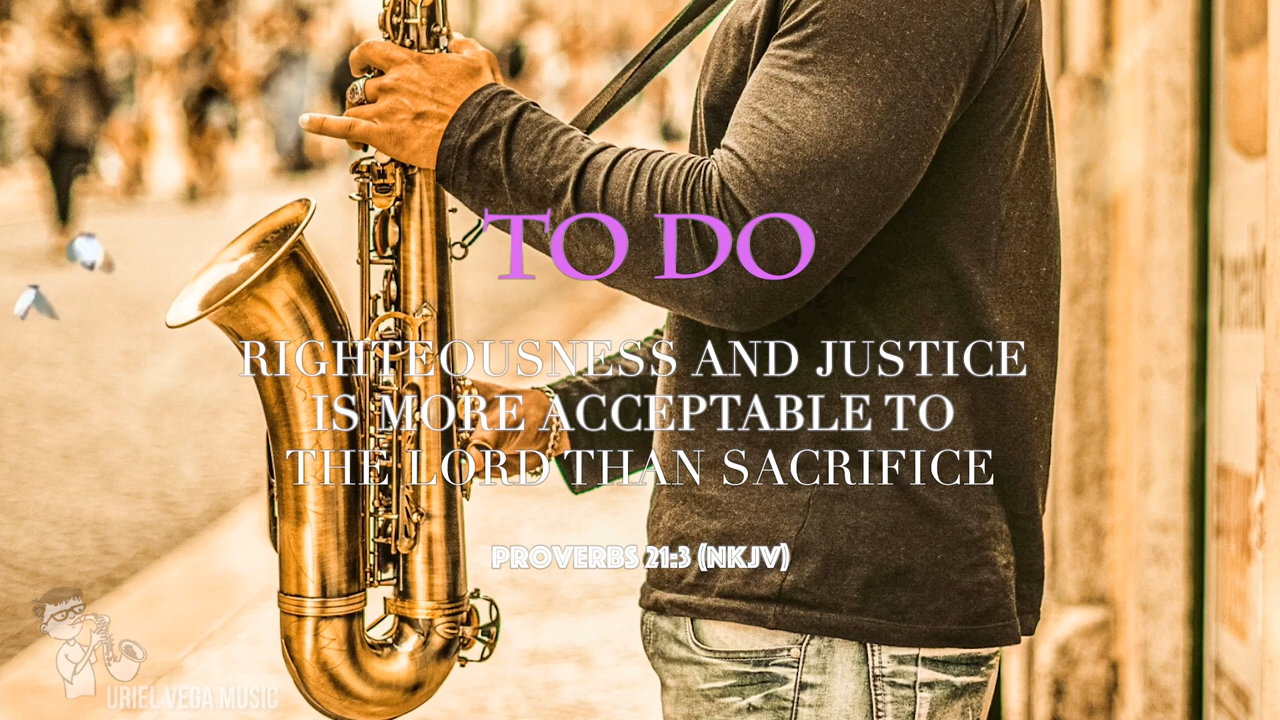 TO DO
RIGHTEOUSNESS AND JUSTICE
IS MORE ACCEPTABLE TO
THE LORD THAN SACRIFICE
PROVERBS 21:3 (NKJV)
URIEL VEGA MUSIC